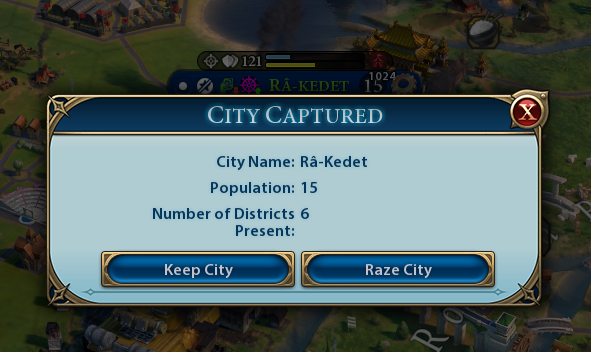 121
1024
RÂ-KEDET 15
CITY CAPTURED
X
City Name: Râ-Kedet
Population: 15
Number of Districts 6
Present:
Keep City Raze City